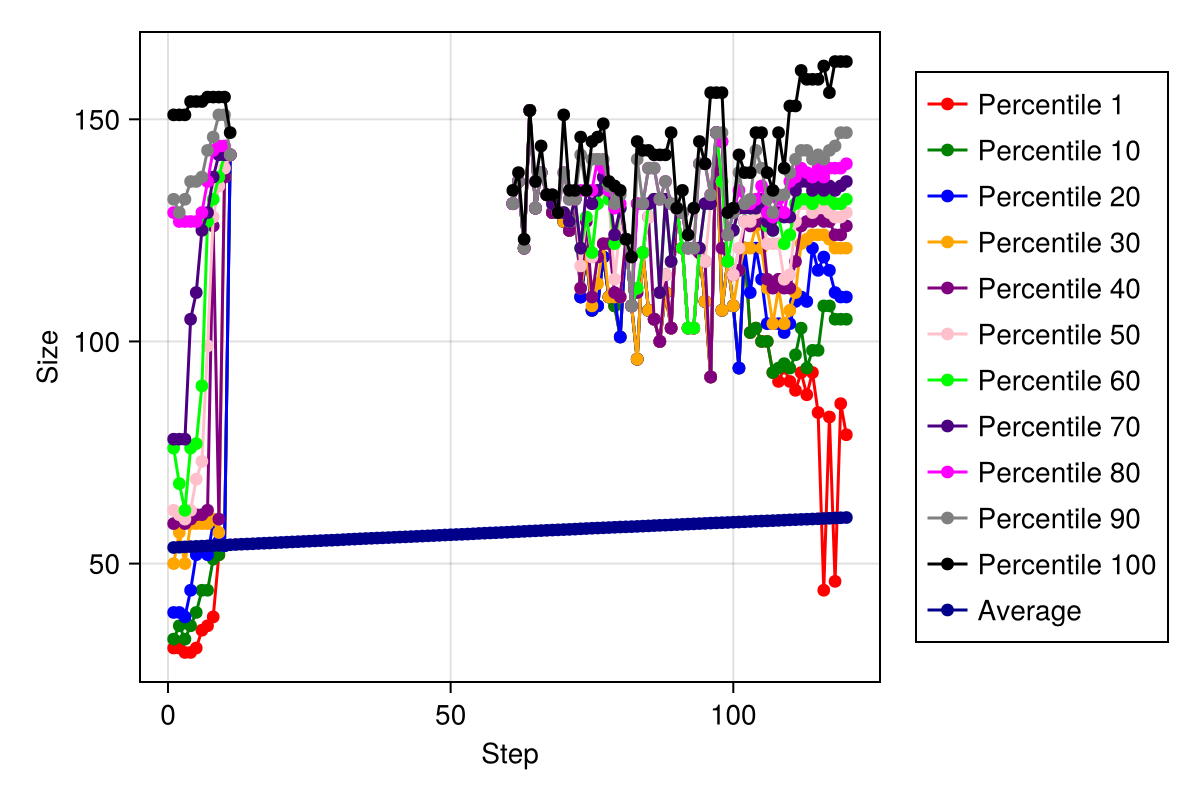 150
100
50
Size
0
50
100
Step
Percentile 1
Percentile 10
Percentile 20
Percentile 30
Percentile 40
Percentile 50
Percentile 60
Percentile 70
Percentile 80
Percentile 90
Percentile 100
Average